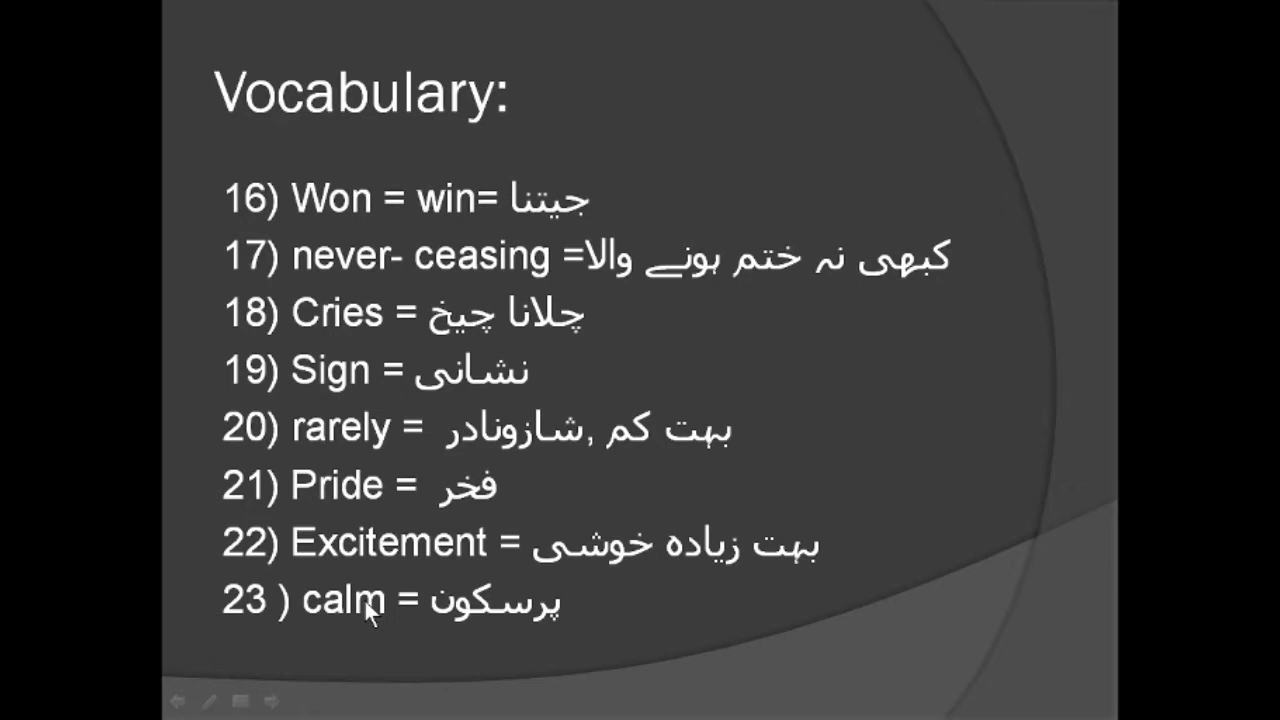 Vocabulary:
16) Won = win= جیتنا
17) never- ceasing =کبھی نہ ختم ہونے والا
18) Cries = چلانا چیخ
19) Sign = نشانی
20) rarely = بہت کم ,شازونادر
21) Pride = فخر
22) Excitement = بہت زیادہ خوشی
23 ) calm = پرسکون